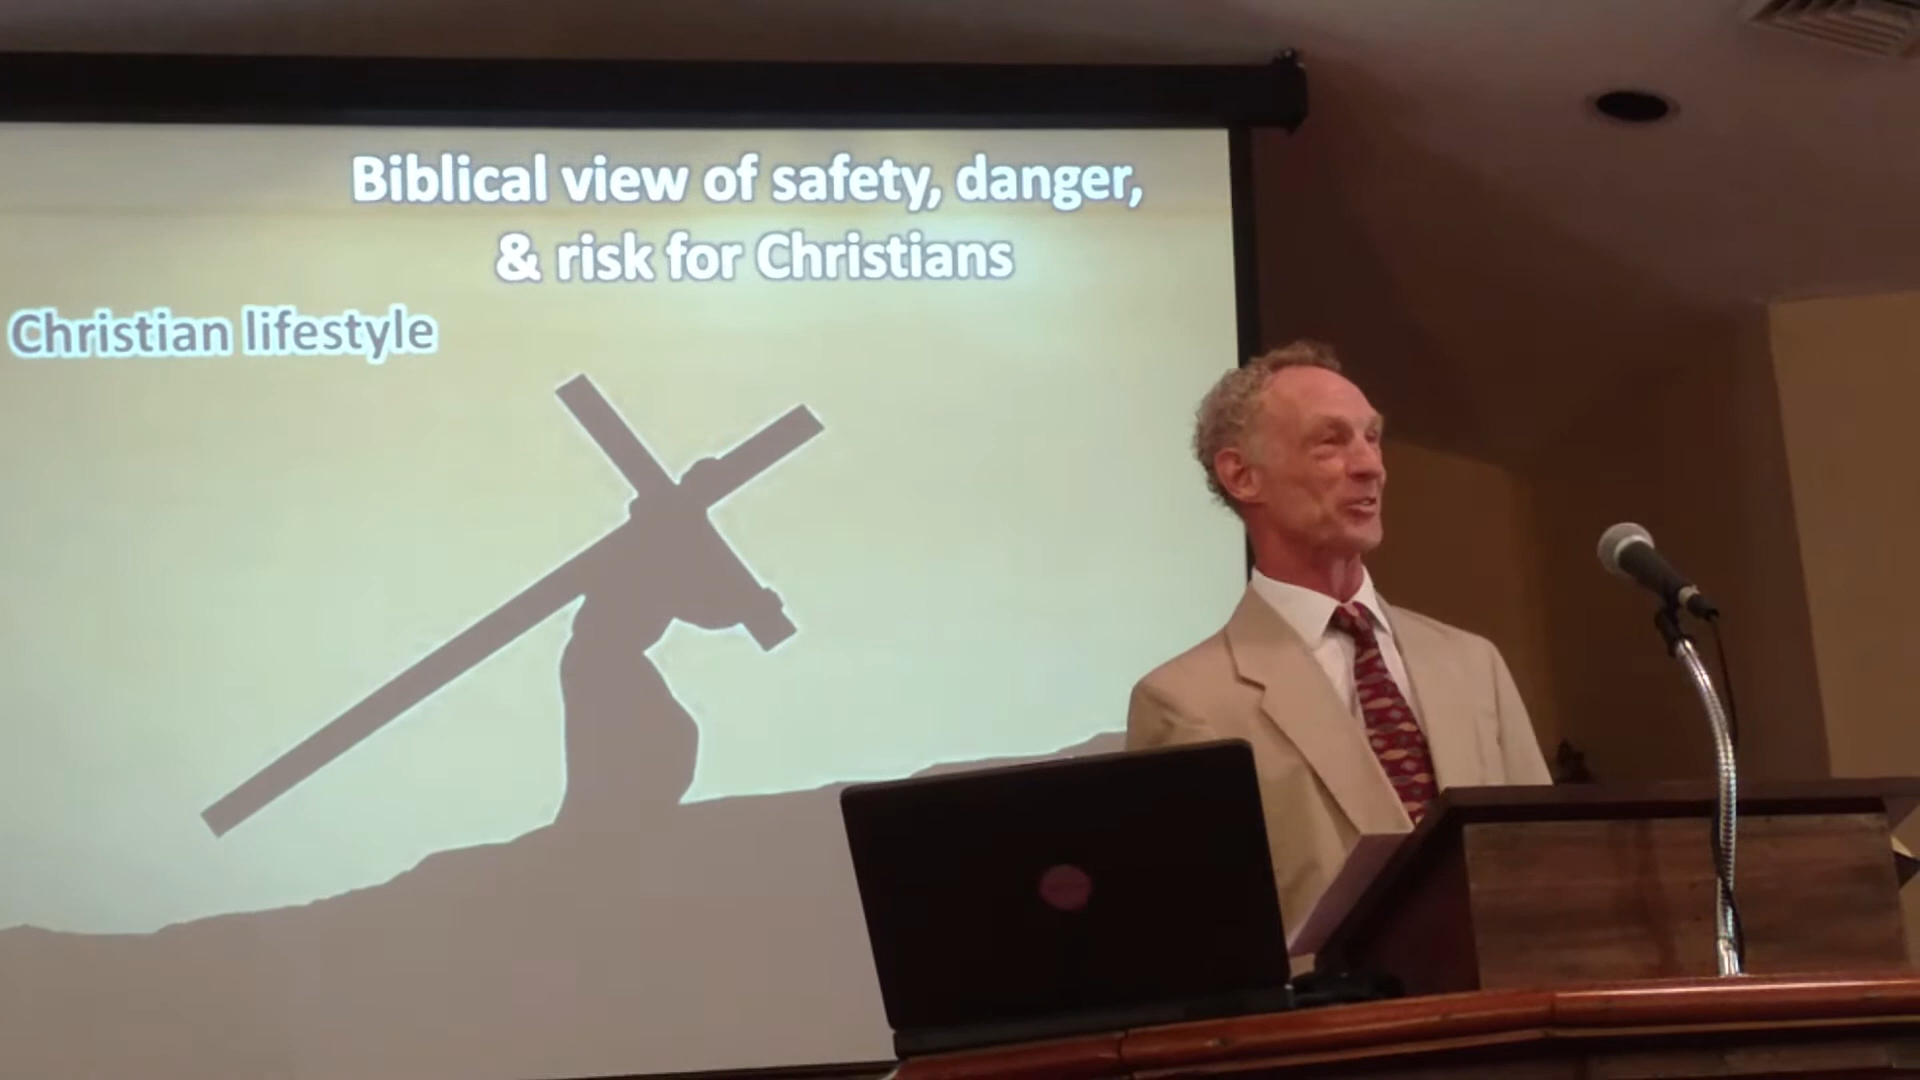 Biblical view of safety, danger,
& risk for Christians
Christian lifestyle